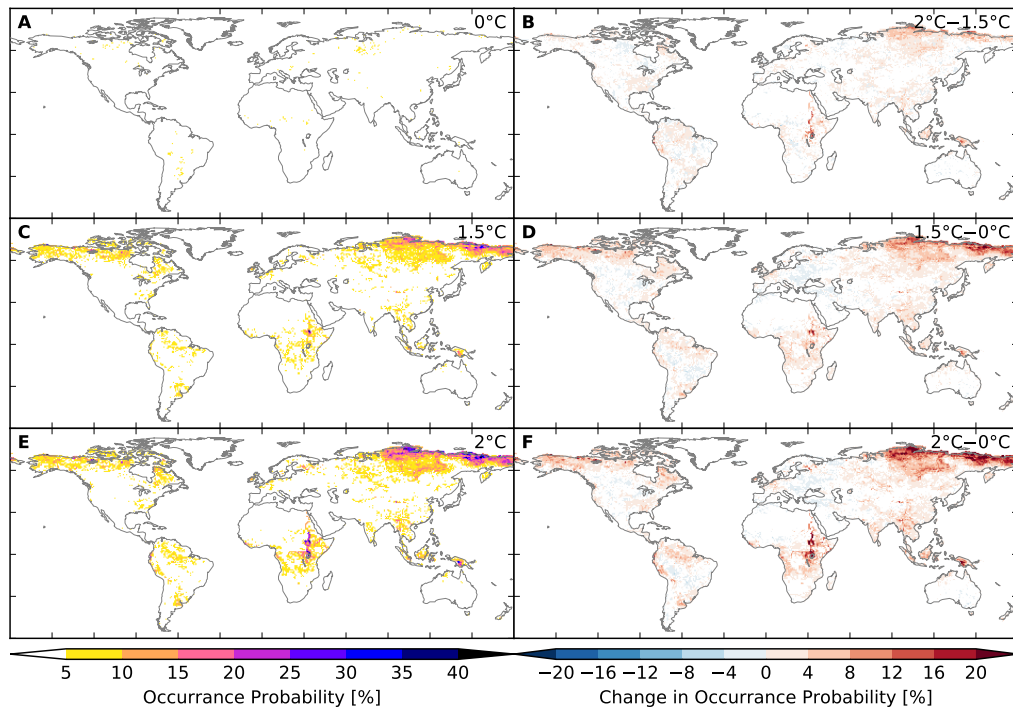 A 0°C
B 2°C−1.5°C
C 1.5°C
D 1.5°C−0°C
E 2°C
F 2°C−0°C
5 10 15 20 25 30 35 40
−20 −16 −12 −8 −4 0 4 8 12 16 20
Occurrance Probability [%]
Change in Occurrance Probability [%]